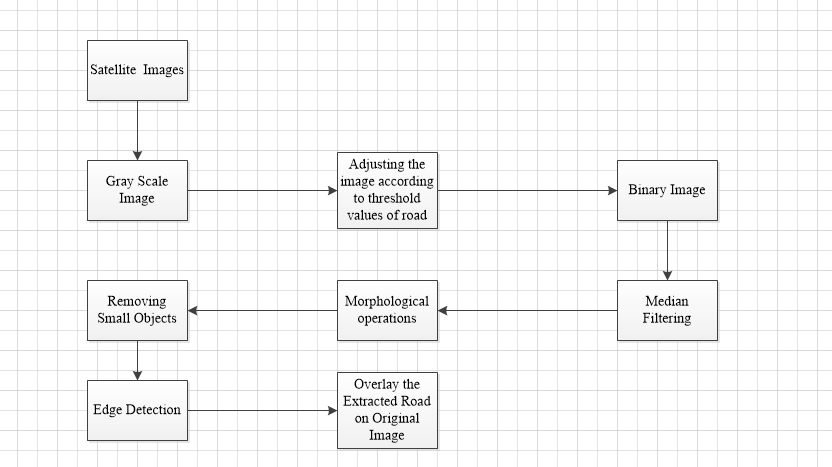 Satellite Images
Gray Scale
Image
Adjusting the
image according
to threshold
values of road
Binary Image
Median
Filtering
Morphological
operations
Removing
Small Objects
Edge Detection
Overlay the
Extracted Road
on Original
Image